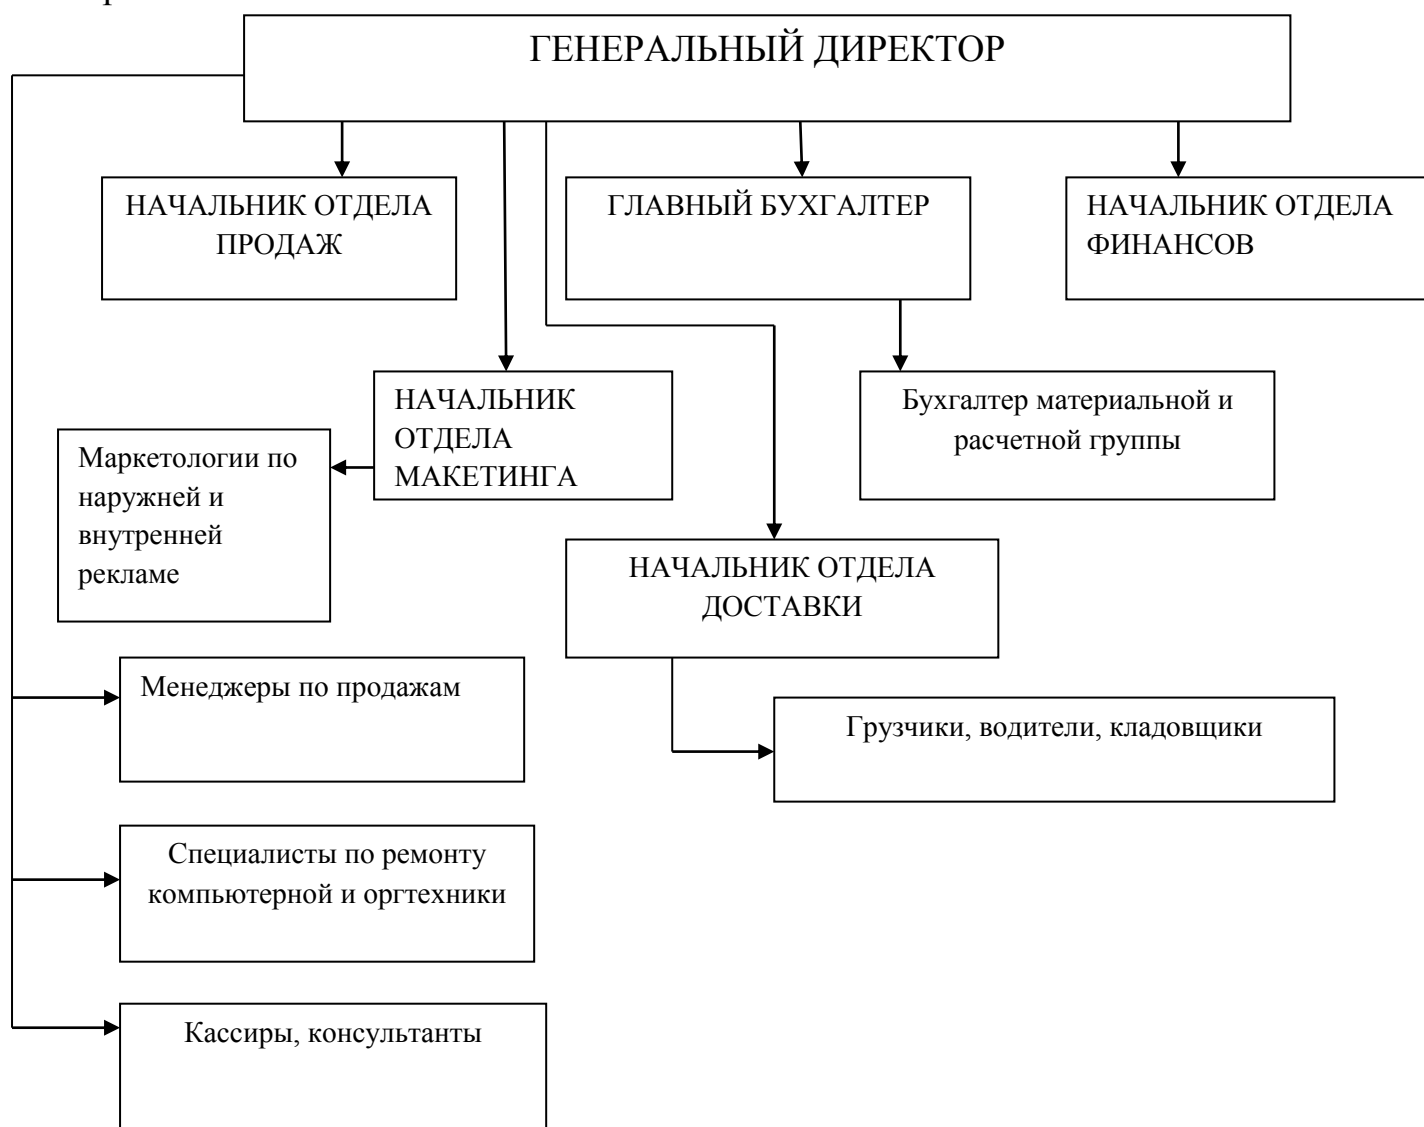 ГЕНЕРАЛЬНЫЙ ДИРЕКТОР
НАЧАЛЬНИК ОТДЕЛА
ПРОДАЖ
ГЛАВНЫЙ БУХГАЛТЕР
НАЧАЛЬНИК ОТДЕЛА
ФИНАНСОВ
НАЧАЛЬНИК
ОТДЕЛА
МАКЕТИНГА
Бухгалтер материальной и
расчетной группы
Маркетологии по
наружней и
внутренней
рекламе
НАЧАЛЬНИК ОТДЕЛА
ДОСТАВКИ
Менеджеры по продажам
Грузчики, водители, кладовщики
Специалисты по ремонту
компьютерной и оргтехники
Кассиры, консультанты